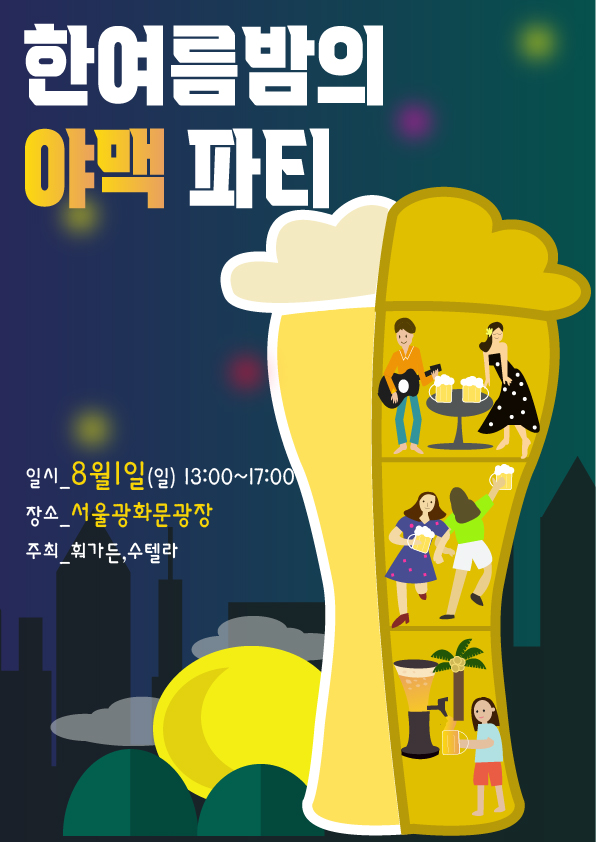 한여름밤의
야맥 파티
일시_8월1일(일) 13:00~17:00
장소_서울광화문광장
주최_훠가든,수텔라